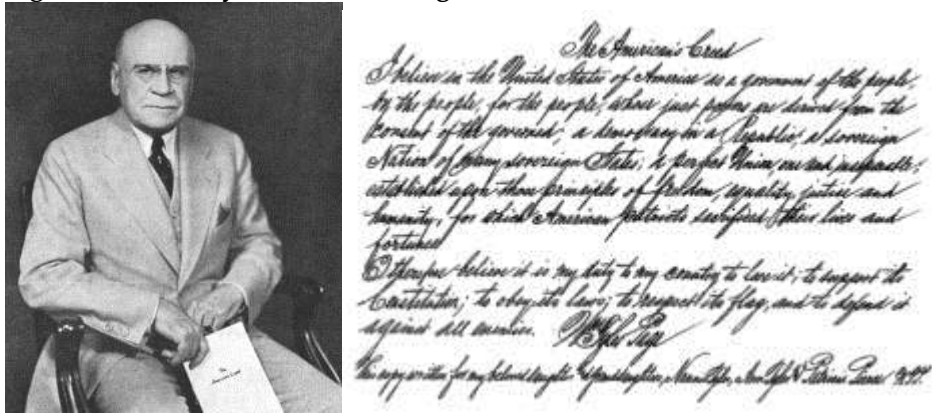 The American's Creed
I believe in the United States of America as a government of the people,
by the people, for the people; whose just powers are derived from the
consent of the governed; a democracy in a Republic; a sovereign
Nation of many sovereign States; a perfect Union, one and inseparable;
established upon those principles of freedom, equality, justice and
humanity, for which American patriots sacrificed their lives and
fortunes
I therefore believe it is my duty to my country to love it; to support its
Constitution; to obey its laws; to respect its flag, and to defend it
against all enemies. Wm Tyler Page
This copy written for my beloved daughter
The
American's Creed